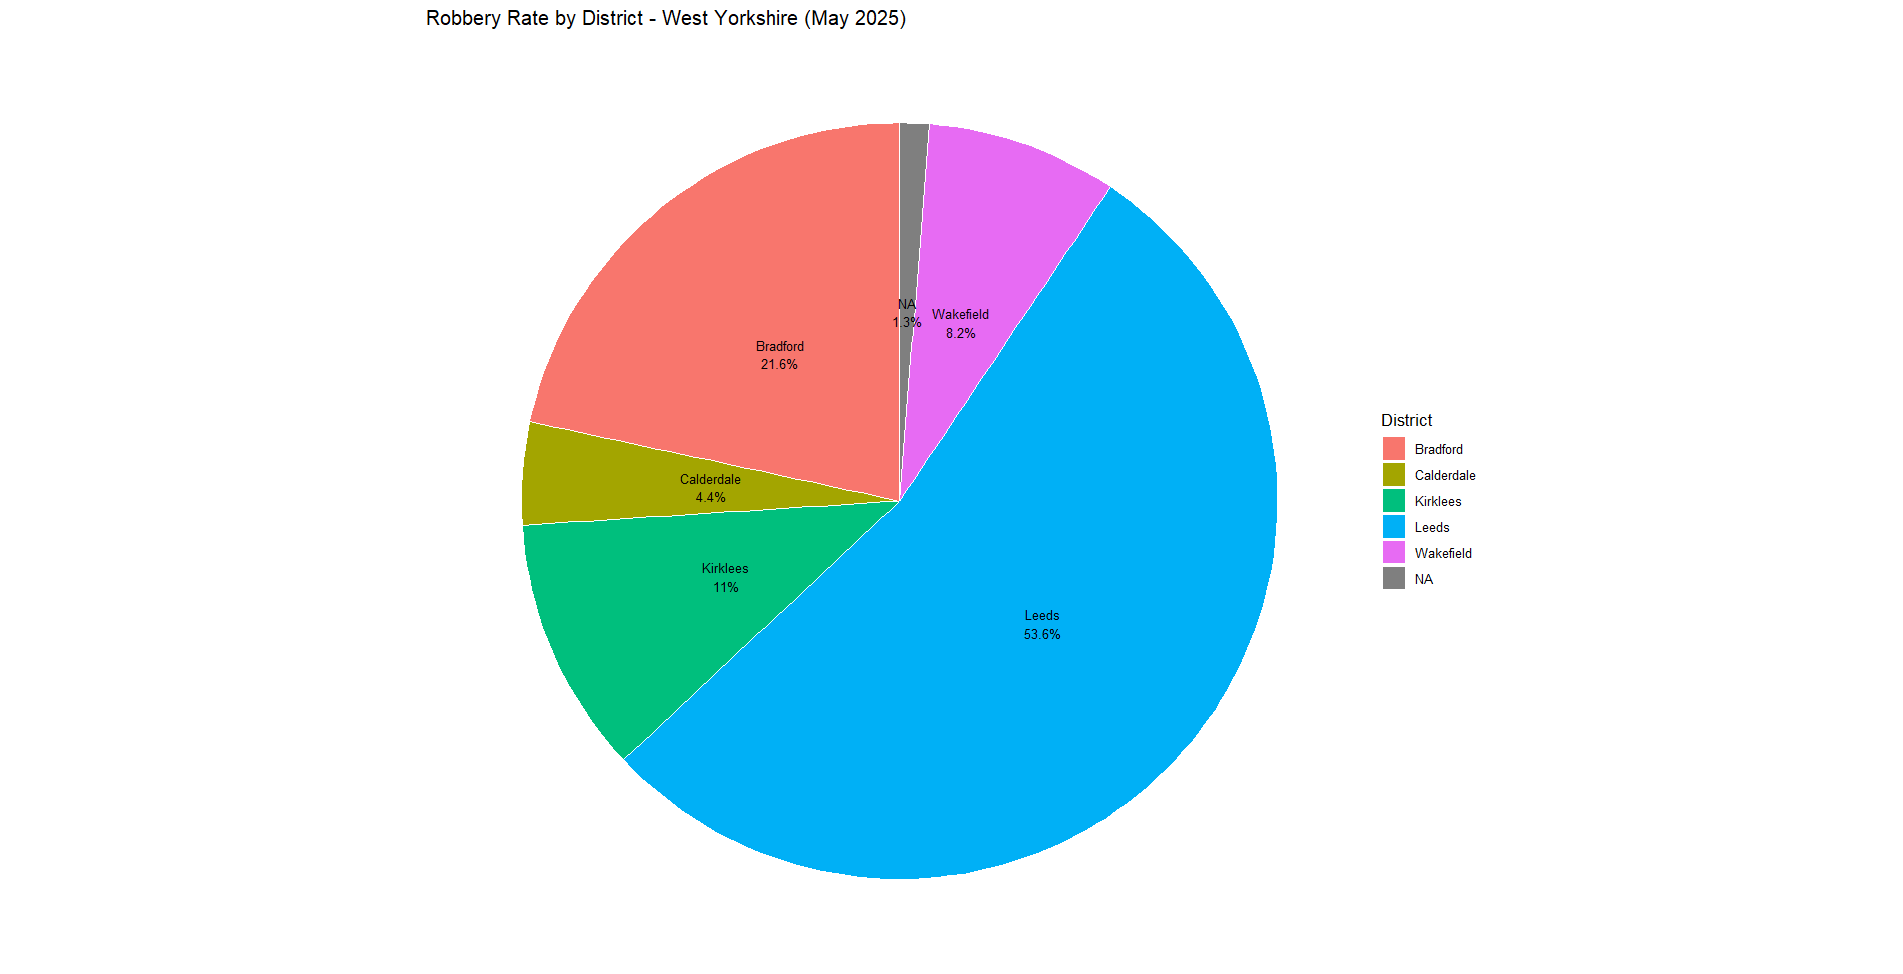 Robbery Rate by District - West Yorkshire (May 2025)
NA
1.3%
Wakefield
8.2%
Bradford
21.6%
Calderdale
4.4%
Kirklees
11%
Leeds
53.6%
District
Bradford
Calderdale
Kirklees
Leeds
Wakefield
NA